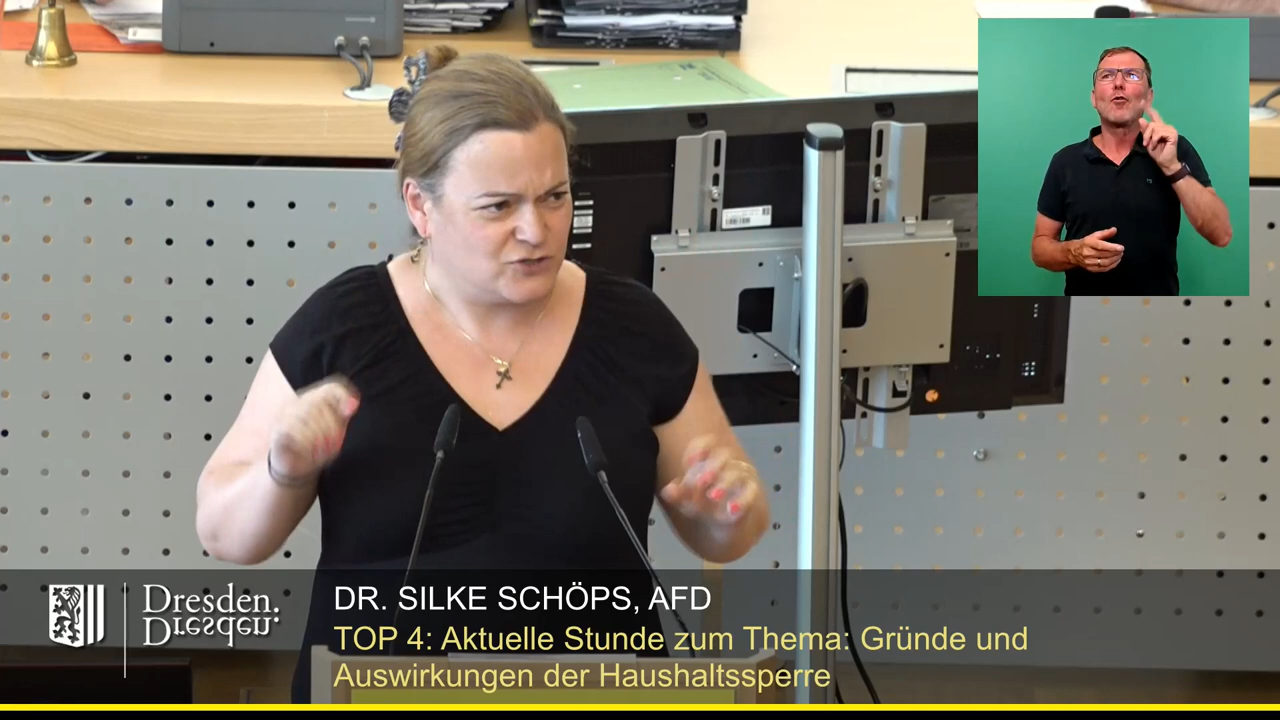 Dresden.
Dresden.
DR. SILKE SCHÖPS, AFD
TOP 4: Aktuelle Stunde zum Thema: Gründe und
Auswirkungen der Haushaltssperre